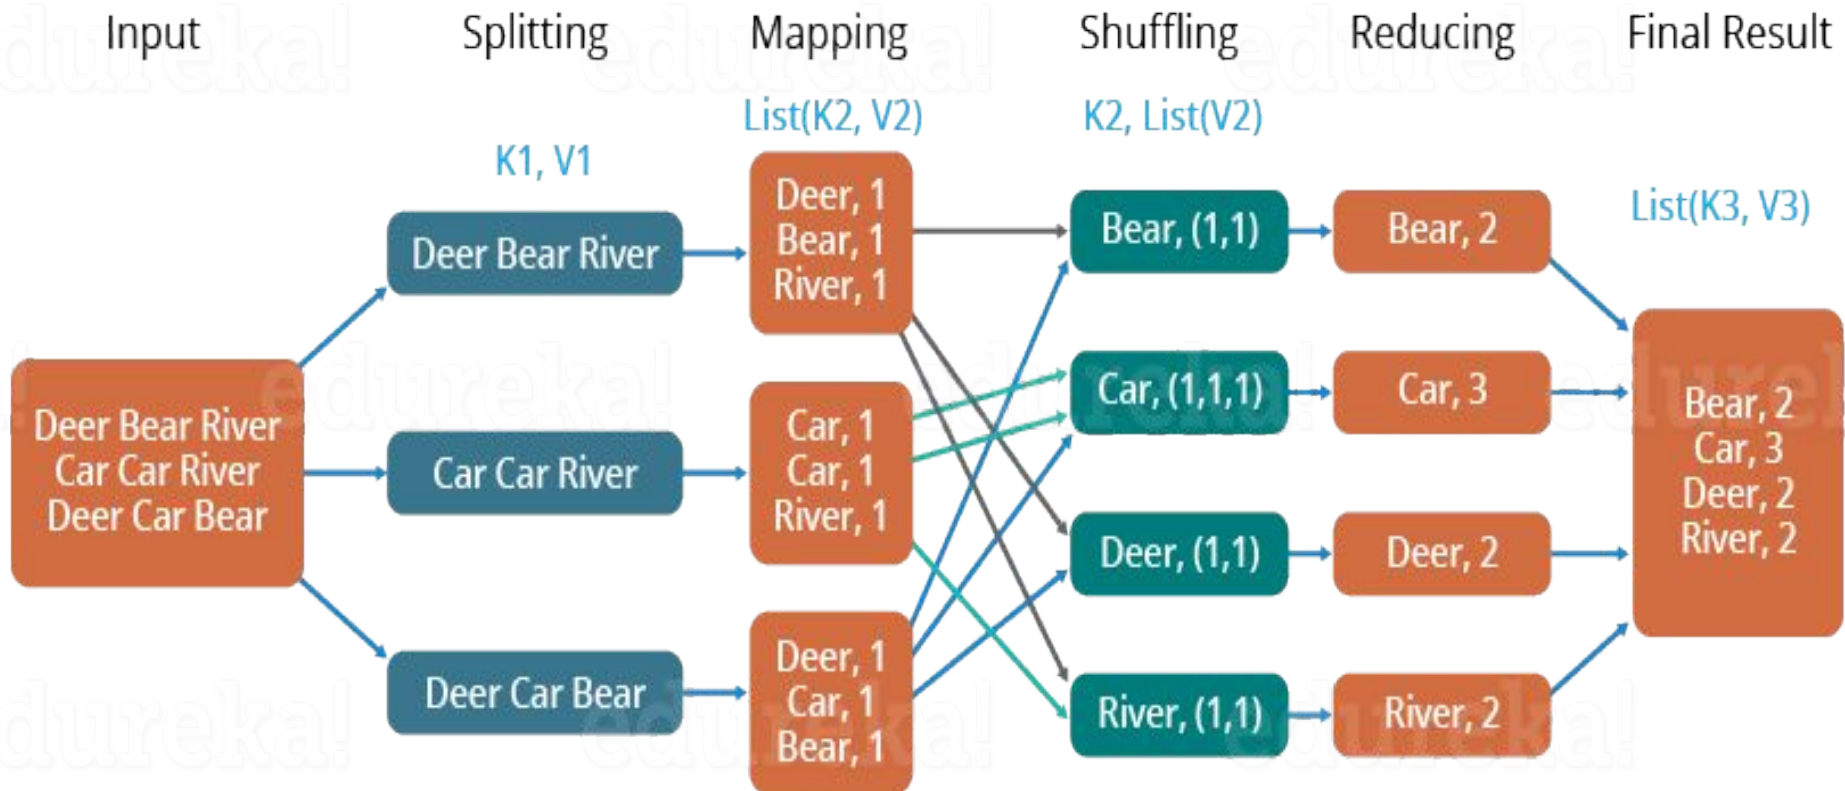 Input
Splitting
Mapping
Shuffling
Reducing
Final Result
K1, V1
List(K2, V2)
K2, List(V2)
List(K3, V3)
Deer Bear River
Car Car River
Deer Car Bear
Deer Bear River
Car Car River
Deer Car Bear
Deer, 1
Bear, 1
River, 1
Car, 1
Car, 1
River, 1
Deer, 1
Car, 1
Bear, 1
Bear, (1,1)
Car, (1,1,1)
Deer, (1,1)
River, (1,1)
Bear, 2
Car, 3
Deer, 2
River, 2
Bear, 2
Car, 3
Deer, 2
River, 2
edureka!